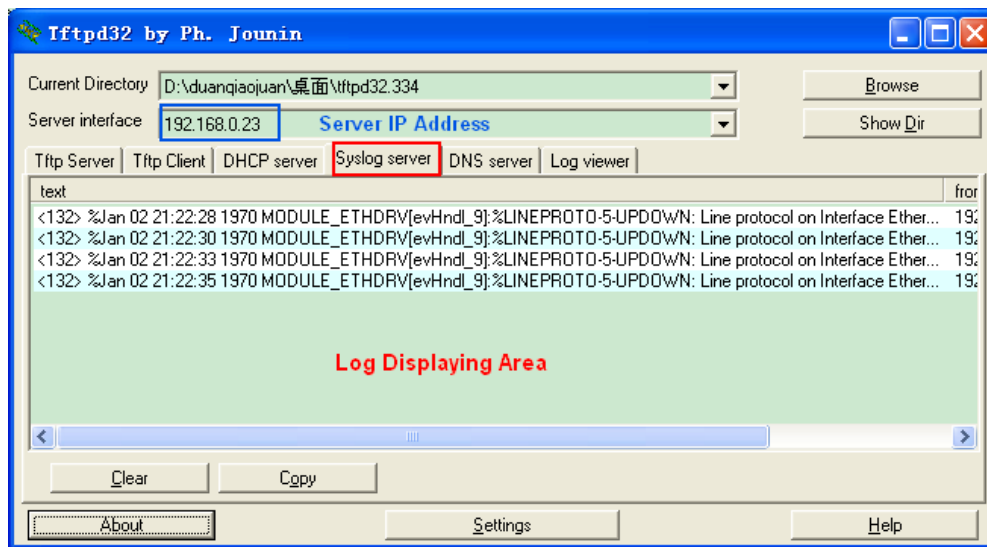 Tftpd32 by Ph. Jounin
Current Directory D:\duanqiaojuan\桌面\tftpd32.334 Browse
Server interface 192.168.0.23 Server IP Address Show Dir
Tftp Server Tftp Client DHCP server Syslog server DNS server Log viewer
text fror
<132> %Jan 02 21:22:28 1970 MODULE_ETHDRV[evHndl_9]:%LINEPROTO-5-UPDOWN: Line protocol on Interface Ether... 192
<132> %Jan 02 21:22:30 1970 MODULE_ETHDRV[evHndl_9]:%LINEPROTO-5-UPDOWN: Line protocol on Interface Ether... 192
<132> %Jan 02 21:22:33 1970 MODULE_ETHDRV[evHndl_9]:%LINEPROTO-5-UPDOWN: Line protocol on Interface Ether... 192
<132> %Jan 02 21:22:35 1970 MODULE_ETHDRV[evHndl_9]:%LINEPROTO-5-UPDOWN: Line protocol on Interface Ether... 192
Log Displaying Area
Clear Copy
About Settings Help